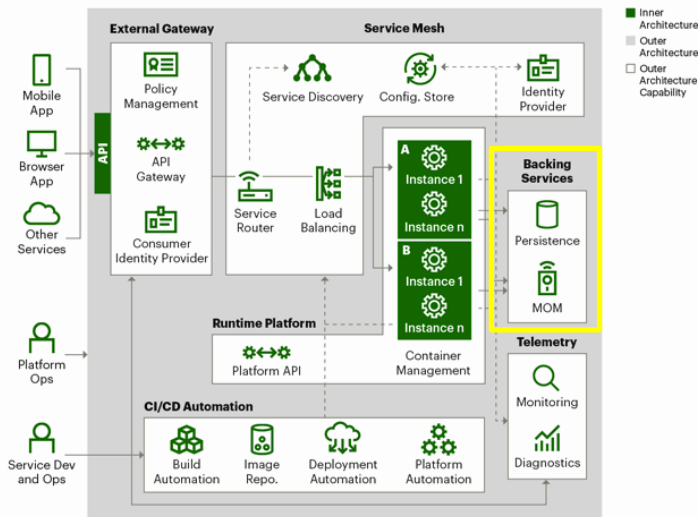 External Gateway
Service Mesh
Inner
Architecture
Outer
Architecture
Outer
Architecture
Capability
Mobile
App
Browser
App
Other
Services
Platform
Ops
Service Dev
and Ops
API
Policy
Management
API
Gateway
Consumer
Identity Provider
Service Discovery
Config. Store
Identity
Provider
Service
Router
Load
Balancing
A
Instance 1
Instance n
B
Instance 1
Instance n
Container
Management
Backing
Services
Persistence
MOM
Runtime Platform
Platform API
Telemetry
Monitoring
Diagnostics
CI/CD Automation
Build
Automation
Image
Repo.
Deployment
Automation
Platform
Automation